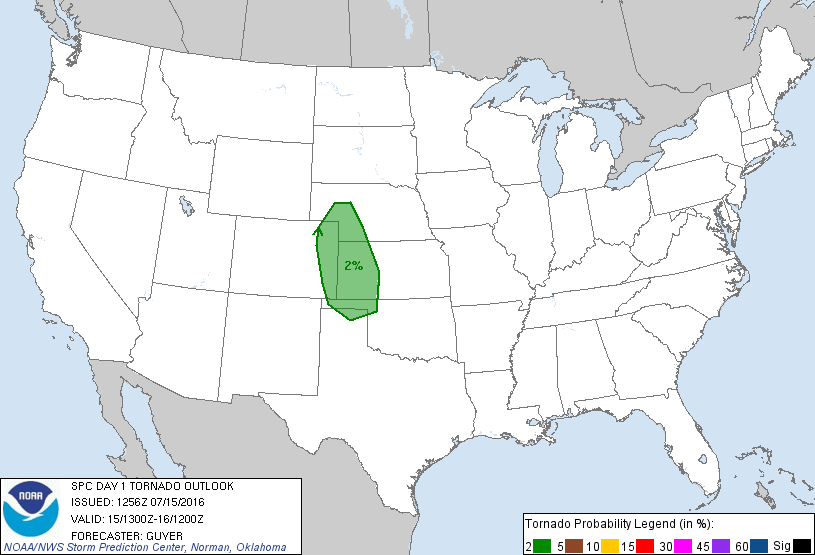 2%
NOAA
SPC DAY 1 TORNADO OUTLOOK
ISSUED: 1256Z 07/15/2016
VALID: 15/1300Z-16/1200Z
FORECASTER: GUYER
NOAA/NWS Storm Prediction Center, Norman, Oklahoma
Tornado Probability Legend (in %):
2 5 10 15 30 45 60 Sig